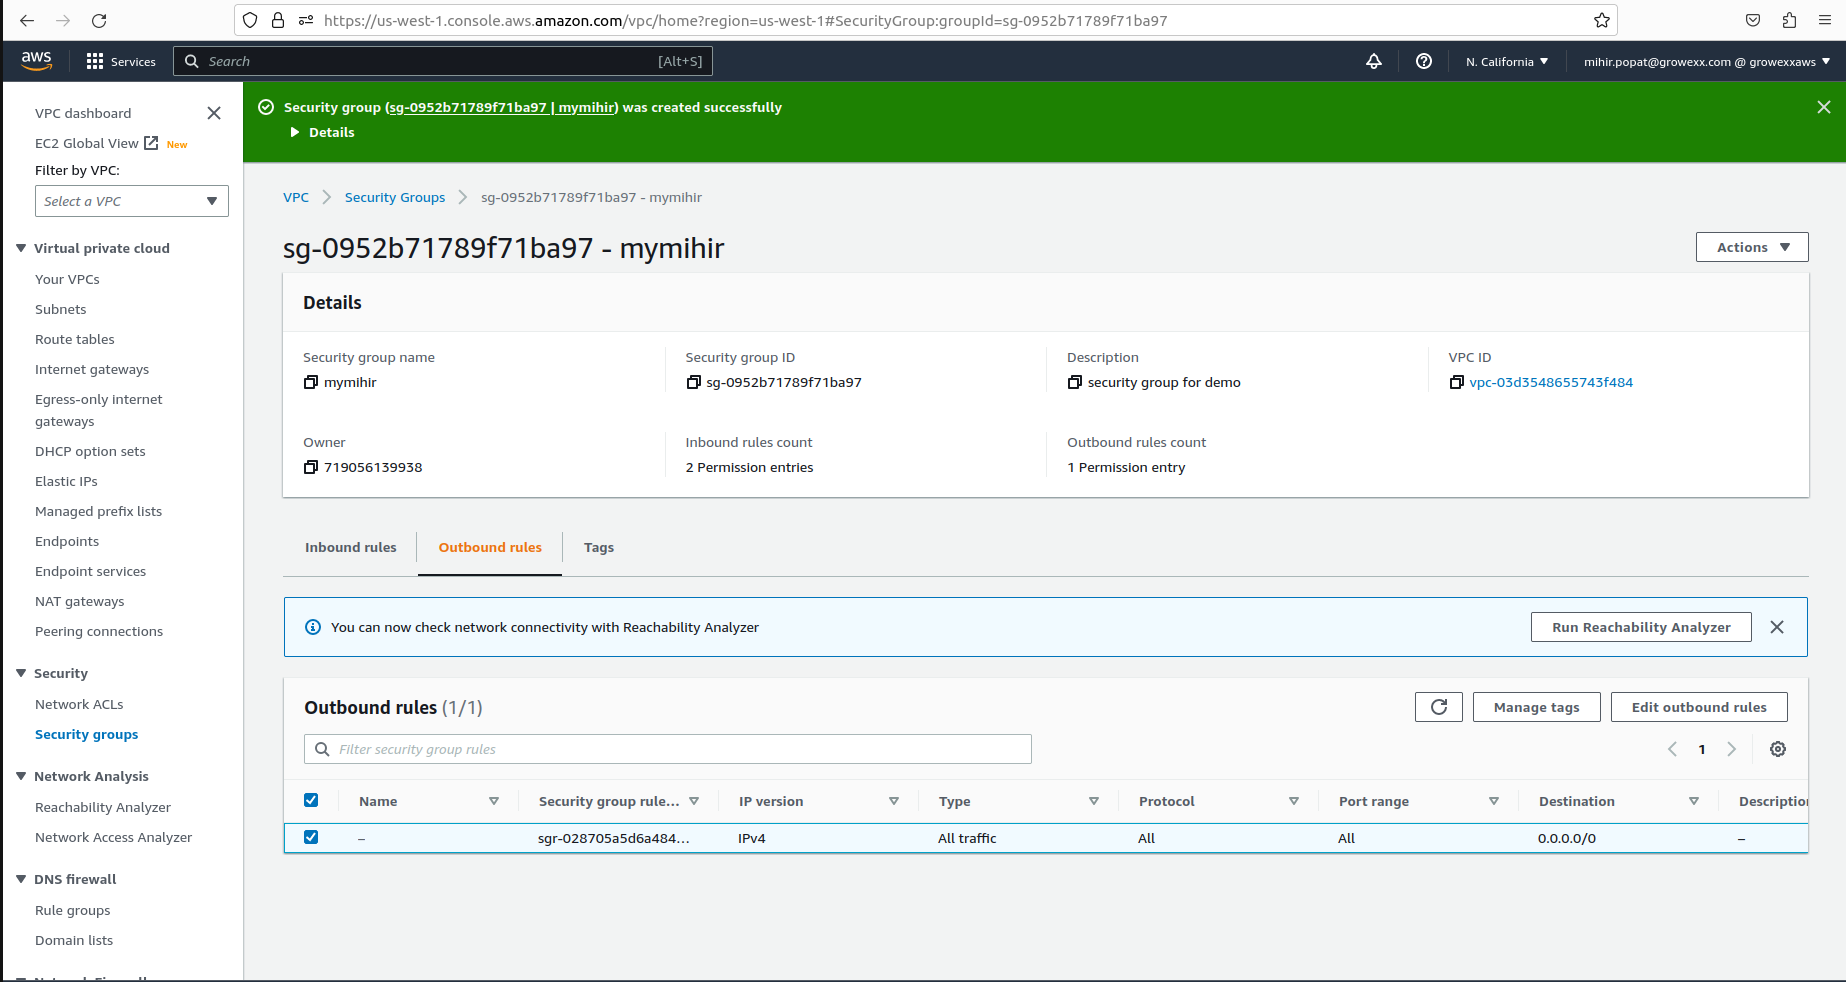 https://us-west-1.console.aws.amazon.com/vpc/home?region=us-west-1#SecurityGroup:groupId=sg-0952b71789f71ba97
aws
Services
Search
[Alt+S]
N. California
mihir.popat@growexx.com @ growexxaws
VPC dashboard
EC2 Global View
New
Filter by VPC:
Select a VPC
Virtual private cloud
Your VPCs
Subnets
Route tables
Internet gateways
Egress-only internet
gateways
DHCP option sets
Elastic IPs
Managed prefix lists
Endpoints
Endpoint services
NAT gateways
Peering connections
Security
Network ACLs
Security groups
Network Analysis
Reachability Analyzer
Network Access Analyzer
DNS firewall
Rule groups
Domain lists
Security group (sg-0952b71789f71ba97 | mymihir) was created successfully
Details
VPC
Security Groups
sg-0952b71789f71ba97 - mymihir
sg-0952b71789f71ba97 - mymihir
Actions
Details
Security group name
mymihir
Security group ID
sg-0952b71789f71ba97
Description
security group for demo
VPC ID
vpc-03d3548655743f484
Owner
719056139938
Inbound rules count
2 Permission entries
Outbound rules count
1 Permission entry
Inbound rules
Outbound rules
Tags
You can now check network connectivity with Reachability Analyzer
Run Reachability Analyzer
Outbound rules (1/1)
Manage tags
Edit outbound rules
Filter security group rules
1
Name
Security group rule...
IP version
Type
Protocol
Port range
Destination
Description
–
sgr-028705a5d6a484...
IPv4
All traffic
All
All
0.0.0.0/0
–